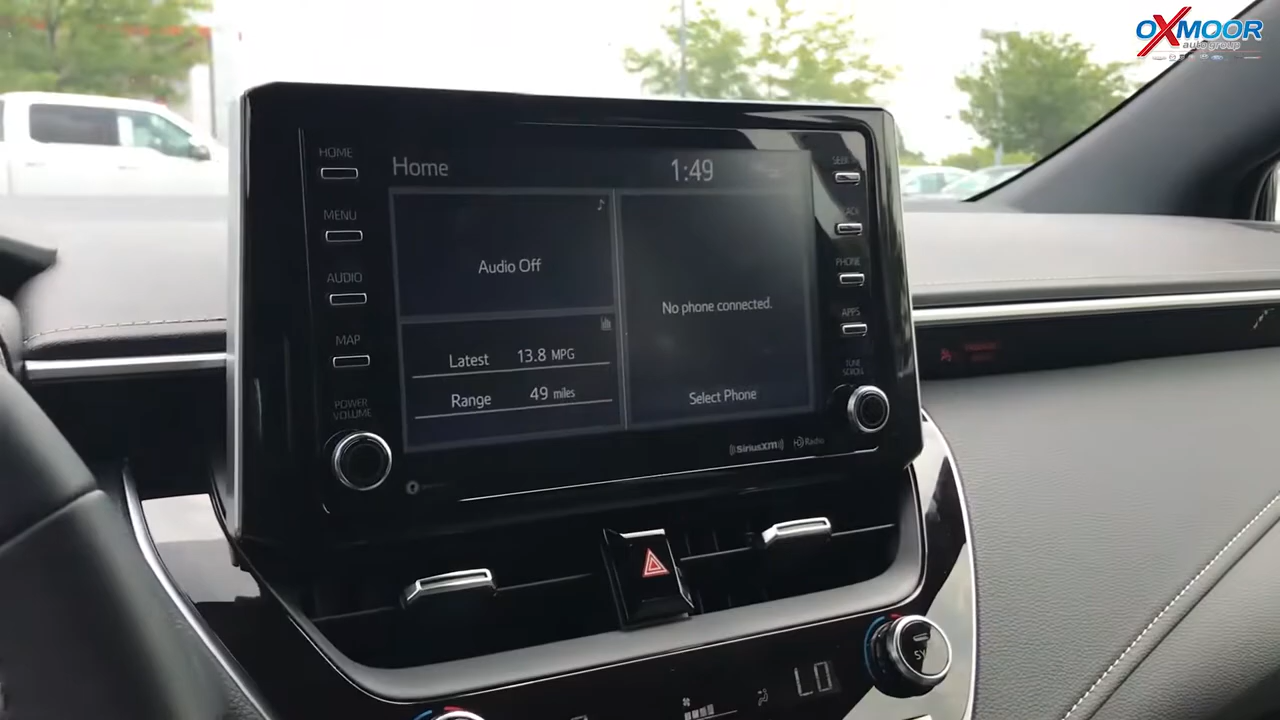 OXMOOR
auto group
HOME
MENU
AUDIO
MAP
POWER
VOLUME
Home
1:49
Audio Off
Latest 13.8 MPG
Range 49 miles
No phone connected.
Select Phone
SEEK
PHONE
APPS
TUNE
SCROLL
((SiriusXM))
HD Radio
LO